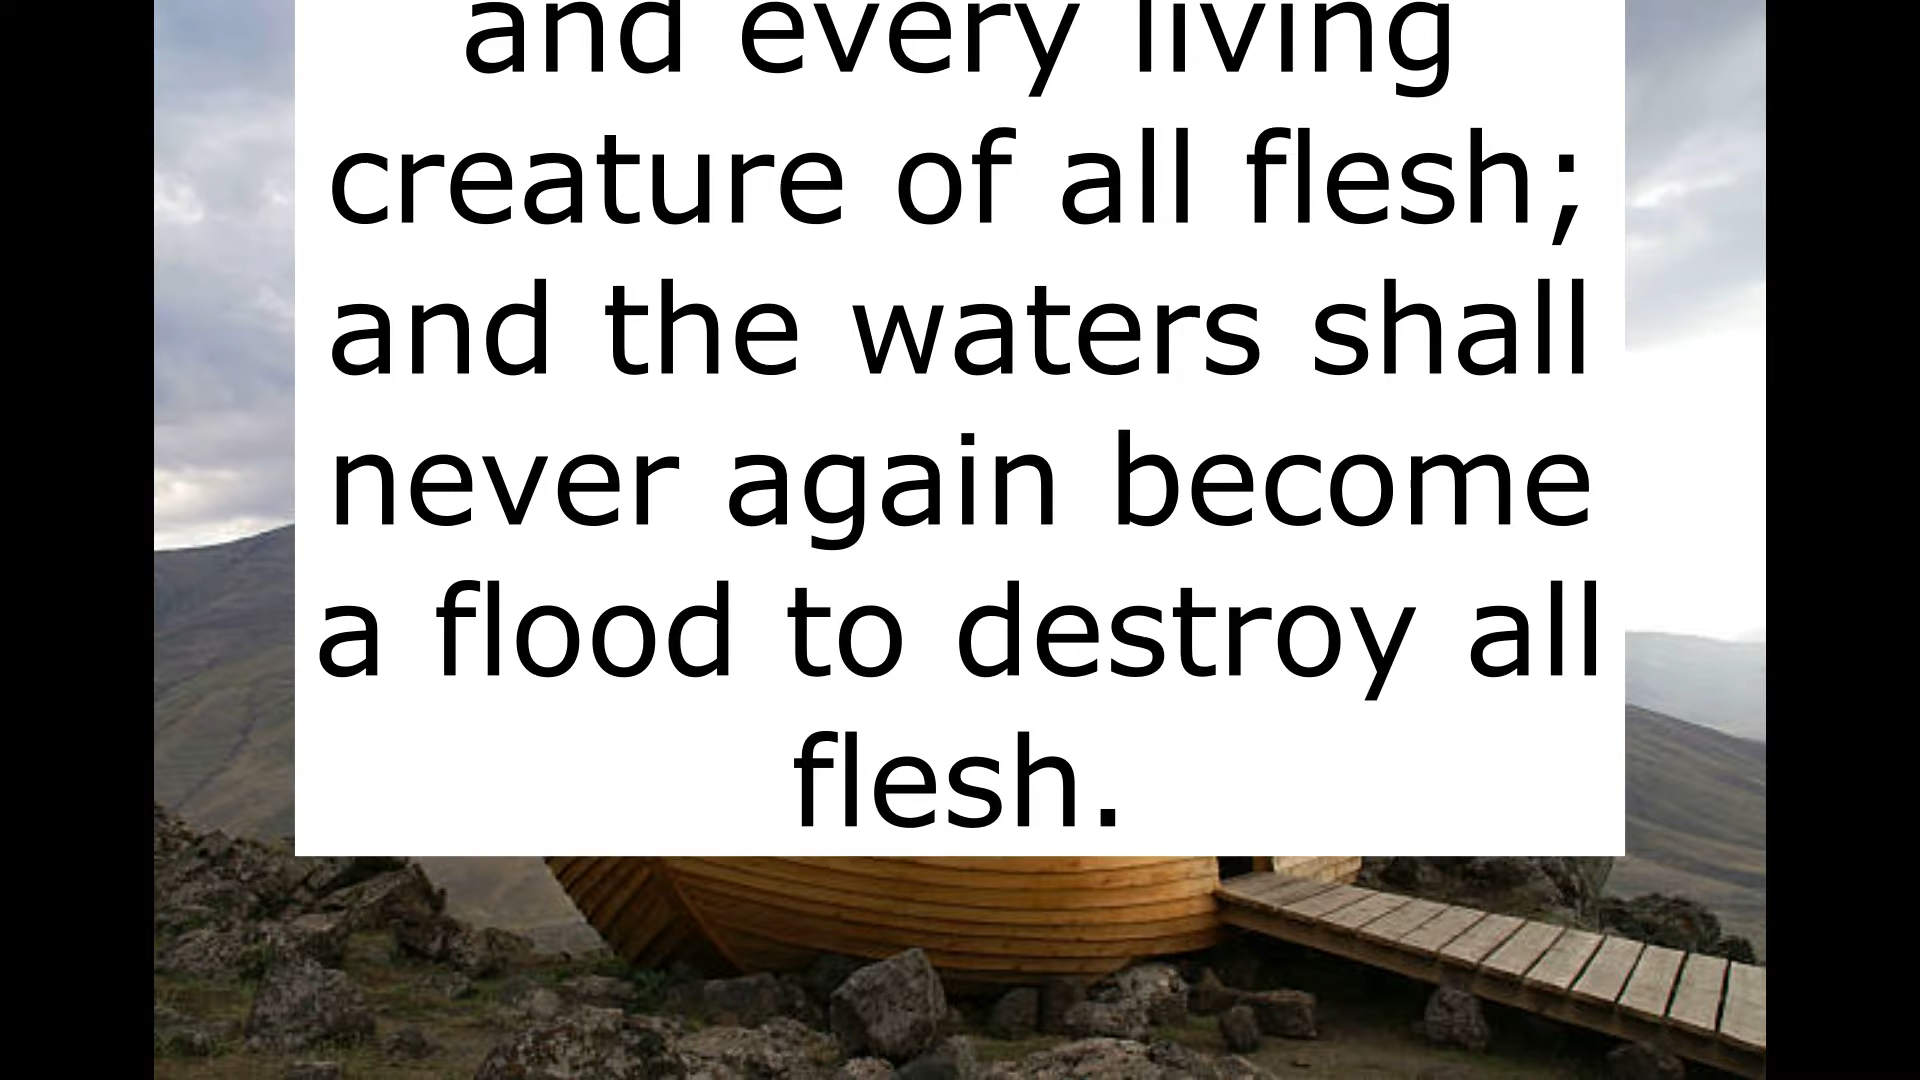 and every living
creature of all flesh;
and the waters shall
never again become
a flood to destroy all
flesh.